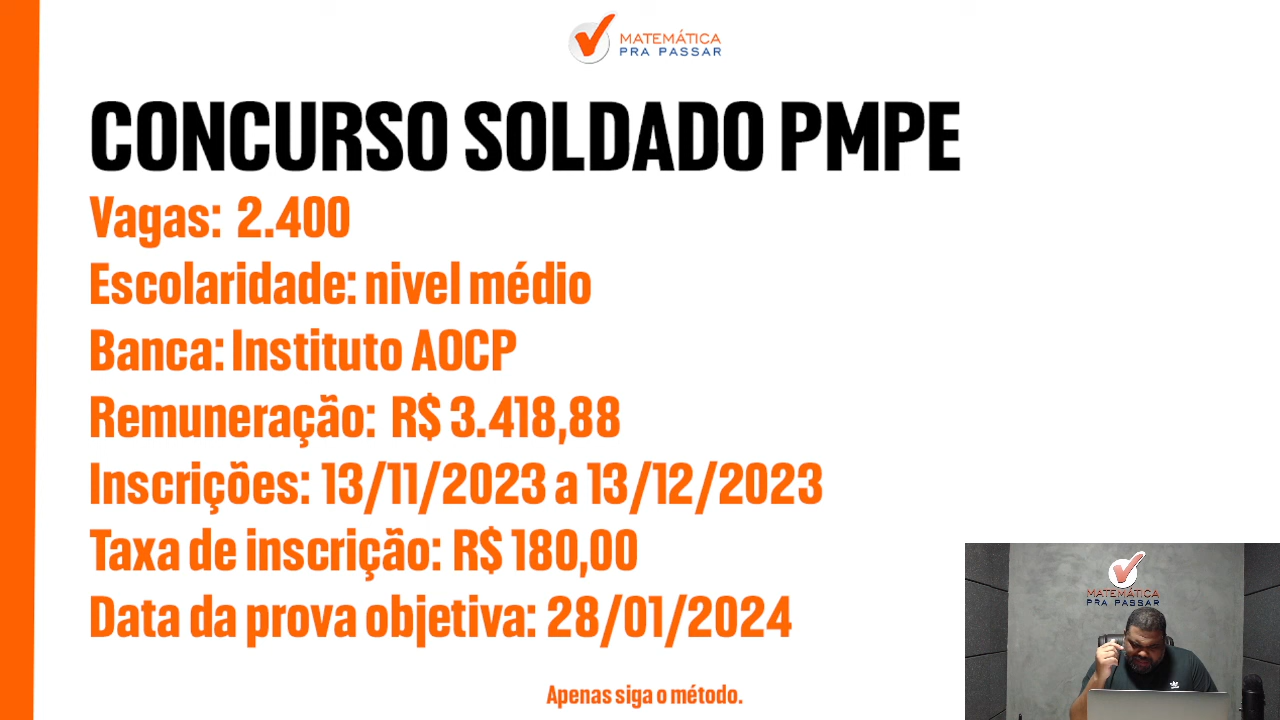 MATEMÁTICA
PRA PASSAR
CONCURSO SOLDADO PMPE
Vagas: 2.400
Escolaridade: nivel médio
Banca: Instituto AOCP
Remuneração: R$ 3.418,88
Inscrições: 13/11/2023 a 13/12/2023
Taxa de inscrição: R$ 180,00
Data da prova objetiva: 28/01/2024
Apenas siga o método.
MATEMÁTICA
PRA PASSAR